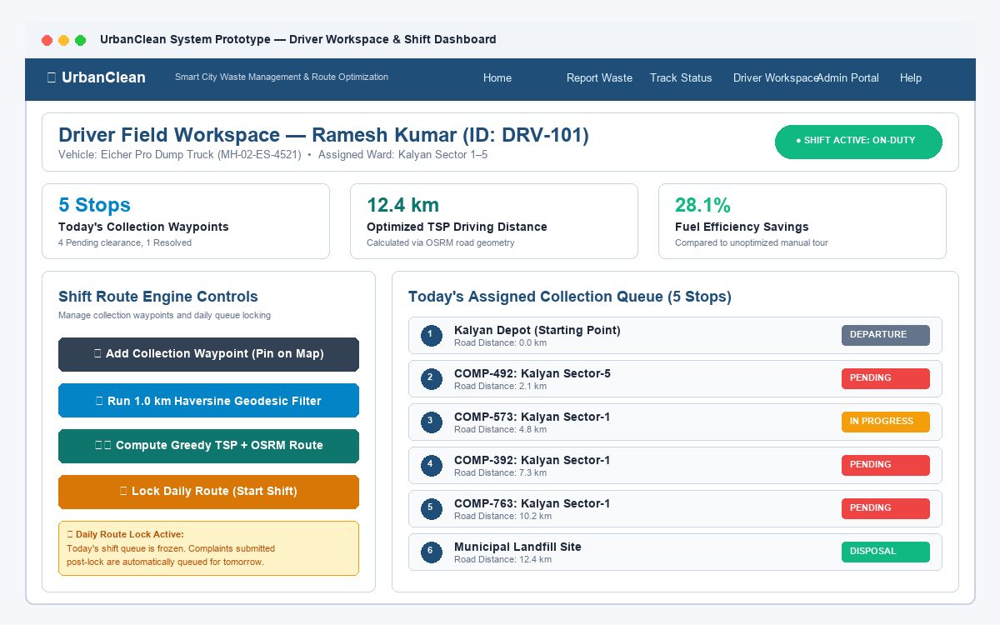 UrbanClean System Prototype — Driver Workspace & Shift Dashboard
UrbanClean
Smart City Waste Management & Route Optimization
Home
Report Waste
Track Status
Driver Workspace
Admin Portal
Help
Driver Field Workspace — Ramesh Kumar (ID: DRV-101)
Vehicle: Eicher Pro Dump Truck (MH-02-ES-4521) • Assigned Ward: Kalyan Sector 1–5
● SHIFT ACTIVE: ON-DUTY
5 Stops
Today's Collection Waypoints
4 Pending clearance, 1 Resolved
12.4 km
Optimized TSP Driving Distance
Calculated via OSRM road geometry
28.1%
Fuel Efficiency Savings
Compared to unoptimized manual tour
Shift Route Engine Controls
Manage collection waypoints and daily queue locking
Add Collection Waypoint (Pin on Map)
Run 1.0 km Haversine Geodesic Filter
Compute Greedy TSP + OSRM Route
Lock Daily Route (Start Shift)
Daily Route Lock Active:
Today's shift queue is frozen. Complaints submitted
post-lock are automatically queued for tomorrow.
Today's Assigned Collection Queue (5 Stops)
1
Kalyan Depot (Starting Point)
Road Distance: 0.0 km
DEPARTURE
2
COMP-492: Kalyan Sector-5
Road Distance: 2.1 km
PENDING
3
COMP-573: Kalyan Sector-1
Road Distance: 4.8 km
IN PROGRESS
4
COMP-392: Kalyan Sector-1
Road Distance: 7.3 km
PENDING
5
COMP-763: Kalyan Sector-1
Road Distance: 10.2 km
PENDING
6
Municipal Landfill Site
Road Distance: 12.4 km
DISPOSAL